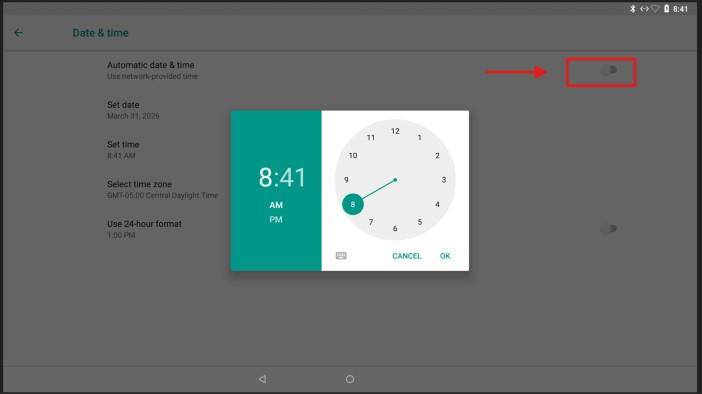 8:41
Date & time
Automatic date & time
Use network-provided time
Set date
March 31, 2026
Set time
8:41 AM
Select time zone
GMT-05:00 Central Daylight Time
Use 24-hour format
1:00 PM
8:41
AM
PM
12
1
2
3
4
5
6
7
8
9
10
11
CANCEL OK